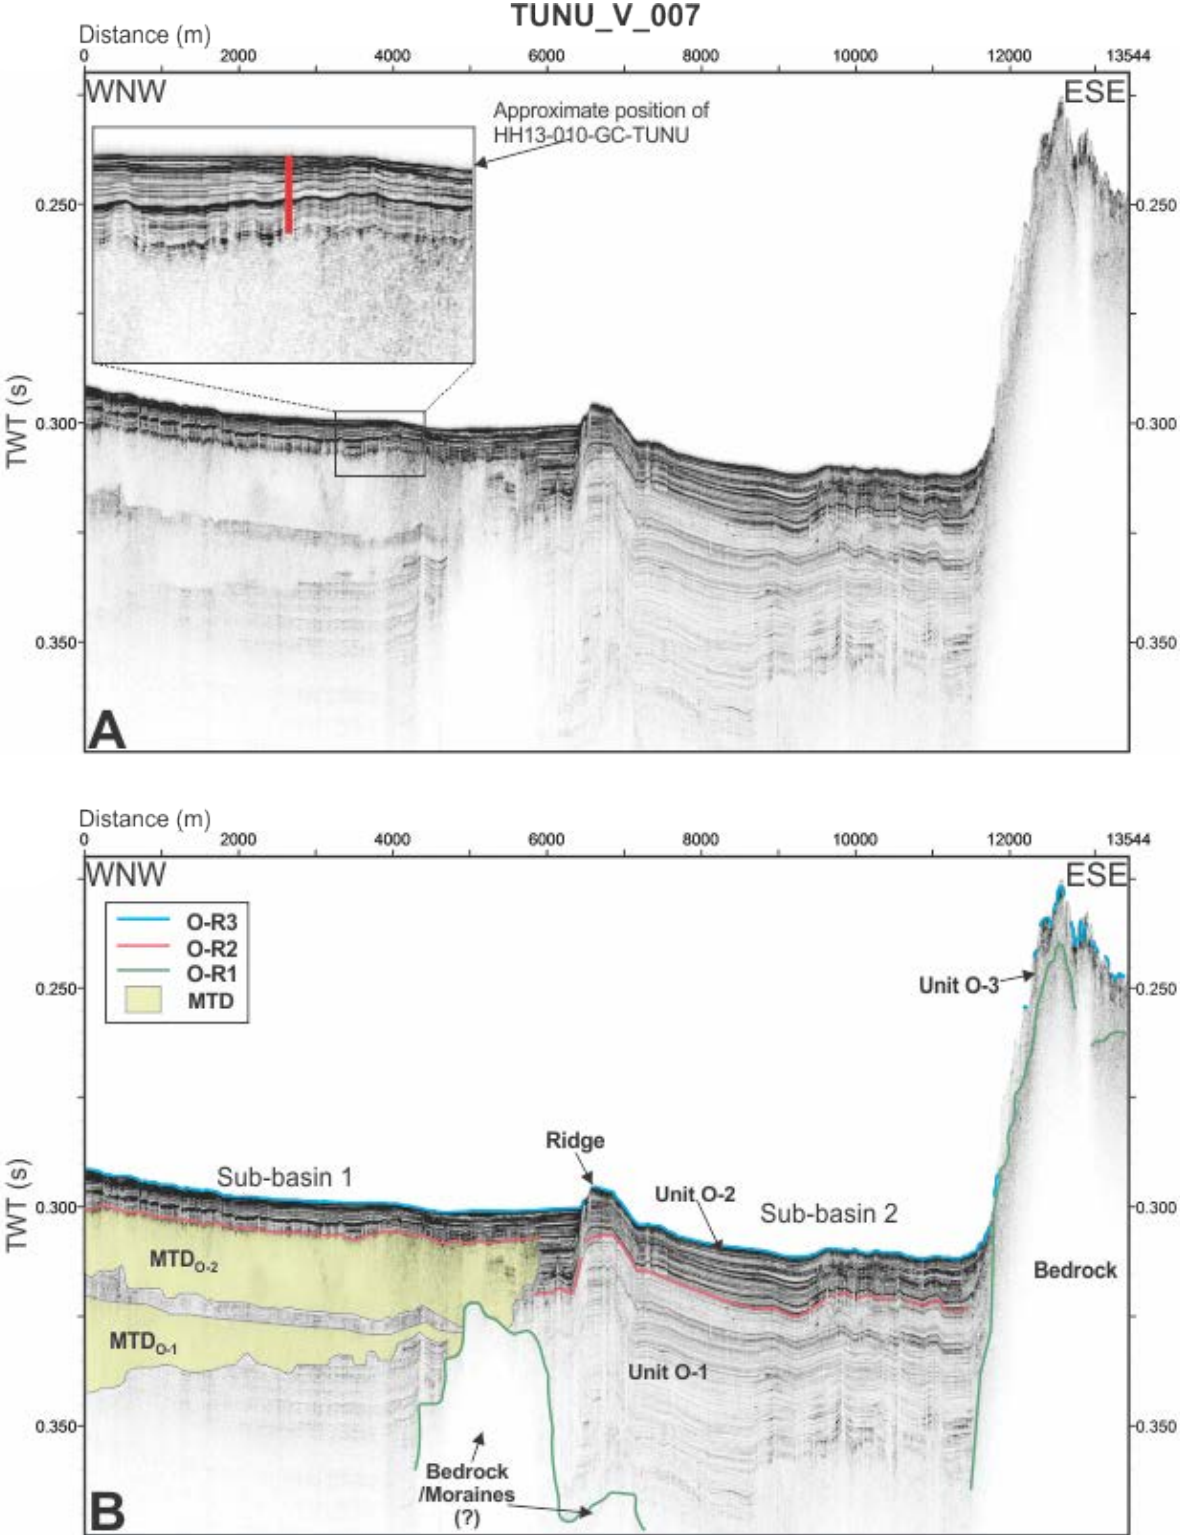 TUNU_V_007
Distance (m)
0 2000 4000 6000 8000 10000 12000 13544
WNW
ESE
Approximate position of
HH13-010-GC-TUNU
0.250
0.250
TWT (s)
0.300
0.300
0.350
0.350
A
Distance (m)
0 2000 4000 6000 8000 10000 12000 13544
WNW
ESE
O-R3
O-R2
O-R1
MTD
Unit O-3
0.250
0.250
Ridge
Sub-basin 1
Unit O-2
Sub-basin 2
TWT (s)
0.300
0.300
MTDO-2
Bedrock
MTDO-1
Unit O-1
0.350
0.350
Bedrock
/Moraines
(?)
B